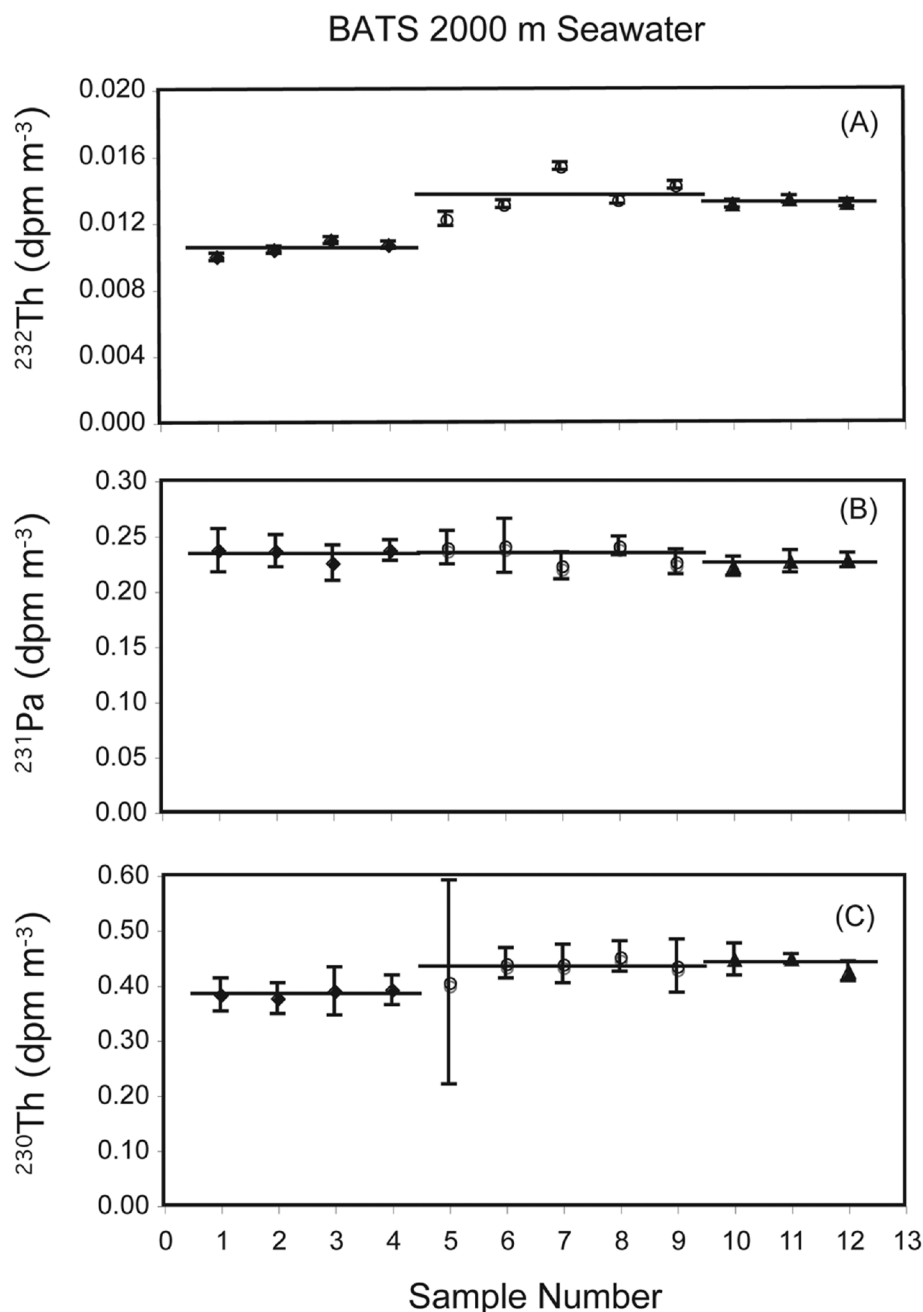 BATS 2000 m Seawater
(A)
0.020
0.016
0.012
0.008
0.004
0.000
²³²Th (dpm m⁻³)
(B)
0.30
0.25
0.20
0.15
0.10
0.05
0.00
²³¹Pa (dpm m⁻³)
(C)
0.60
0.50
0.40
0.30
0.20
0.10
0.00
²³⁰Th (dpm m⁻³)
0 1 2 3 4 5 6 7 8 9 10 11 12 13
Sample Number